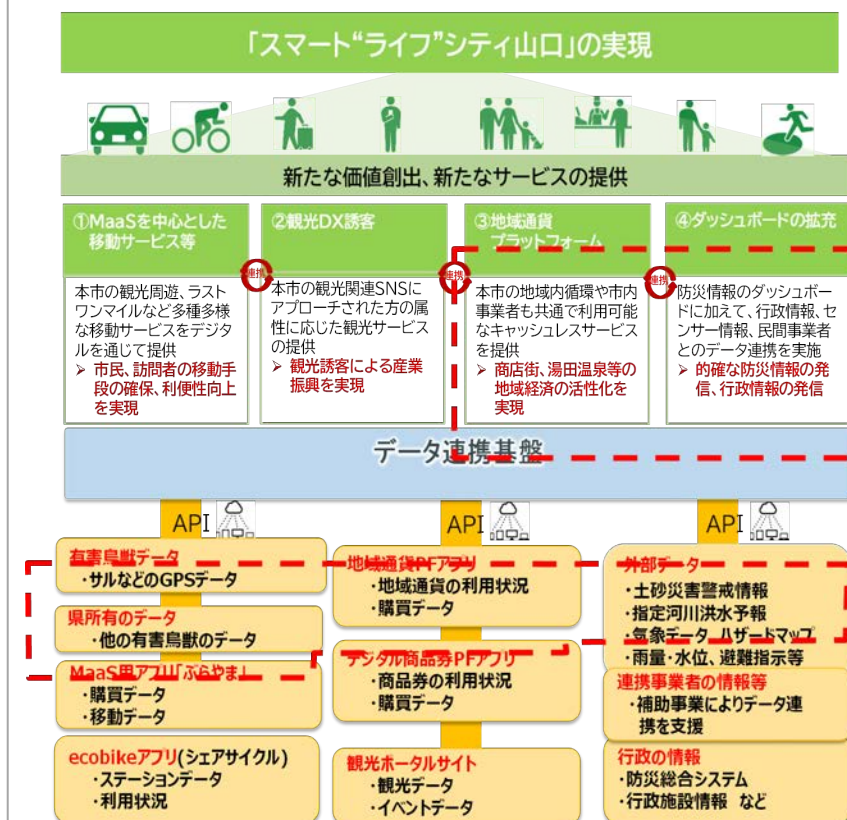 「スマート“ライフ”シティ山口」の実現
新たな価値創出、新たなサービスの提供
①MaaSを中心とした
移動サービス等
本市の観光周遊、ラスト
ワンマイルなど多種多様
な移動サービスをデジタ
ルを通じて提供
➢ 市民、訪問者の移動手
段の確保、利便性向上
を実現
連携
②観光DX誘客
本市の観光関連SNSに
アプローチされた方の属
性に応じた観光サービス
の提供
➢ 観光誘客による産業
振興を実現
連携
③地域通貨
プラットフォーム
本市の地域内循環や市内
事業者も共通で利用可能
なキャッシュレスサービス
を提供
➢ 商店街、湯田温泉等の
地域経済の活性化を
実現
連携
④ダッシュボードの拡充
防災情報のダッシュボー
ドに加えて、行政情報、セ
ンサー情報、民間事業者
とのデータ連携を実施
➢ 的確な防災情報の発
信、行政情報の発信
データ連携基盤
API
有害鳥獣データ
・サルなどのGPSデータ
県所有のデータ
・他の有害鳥獣のデータ
MaaS用アプリ「ぶらやま」
・購買データ
・移動データ
ecobikeアプリ(シェアサイクル)
・ステーションデータ
・利用状況
API
地域通貨PFアプリ
・地域通貨の利用状況
・購買データ
デジタル商品券PFアプリ
・商品券の利用状況
・購買データ
観光ポータルサイト
・観光データ
・イベントデータ
API
外部データ
・土砂災害警戒情報
・指定河川洪水予報
・気象データ、ハザードマップ
・雨量・水位、避難指示等
連携事業者の情報等
・補助事業によりデータ連
携を支援
行政の情報
・防災総合システム
・行政施設情報 など